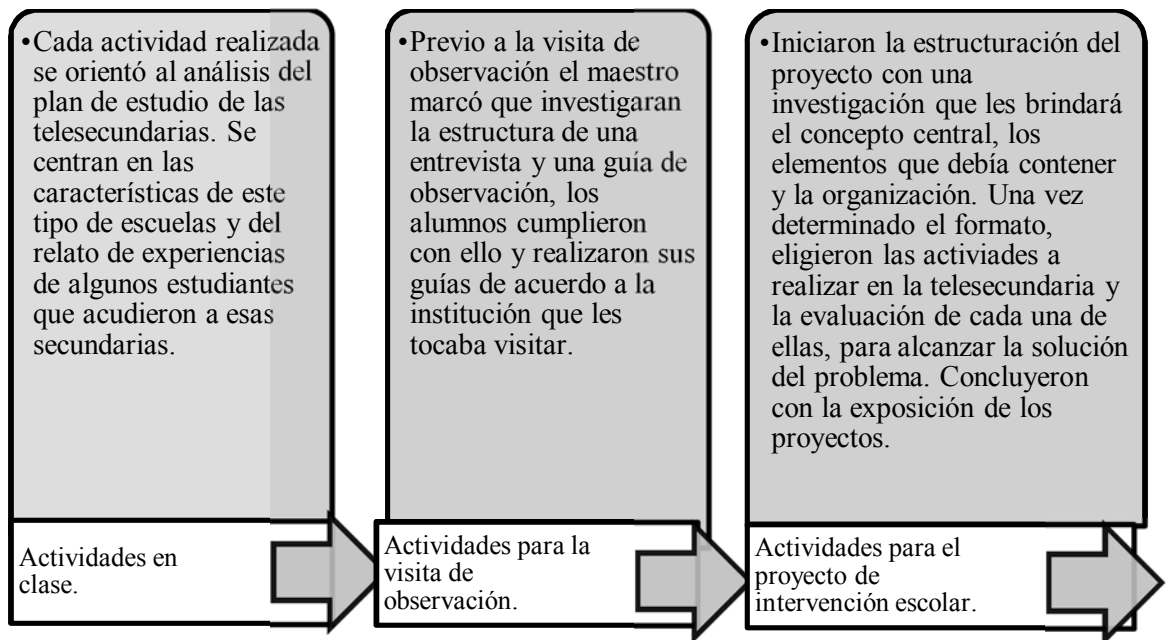 •Cada actividad realizada
se orientó al análisis del
plan de estudio de las
telesecundarias. Se
centran en las
características de este
tipo de escuelas y del
relato de experiencias
de algunos estudiantes
que acudieron a esas
secundarias.
Actividades en
clase.
•Previo a la visita de
observación el maestro
marcó que investigaran
la estructura de una
entrevista y una guía de
observación, los
alumnos cumplieron
con ello y realizaron sus
guías de acuerdo a la
institución que les
tocaba visitar.
Actividades para la
visita de
observación.
•Iniciaron la estructuración del
proyecto con una
investigación que les brindará
el concepto central, los
elementos que debía contener
y la organización. Una vez
determinado el formato,
eligieron las activiades a
realizar en la telesecundaria y
la evaluación de cada una de
ellas, para alcanzar la solución
del problema. Concluyeron
con la exposición de los
proyectos.
Actividades para el
proyecto de
intervención escolar.